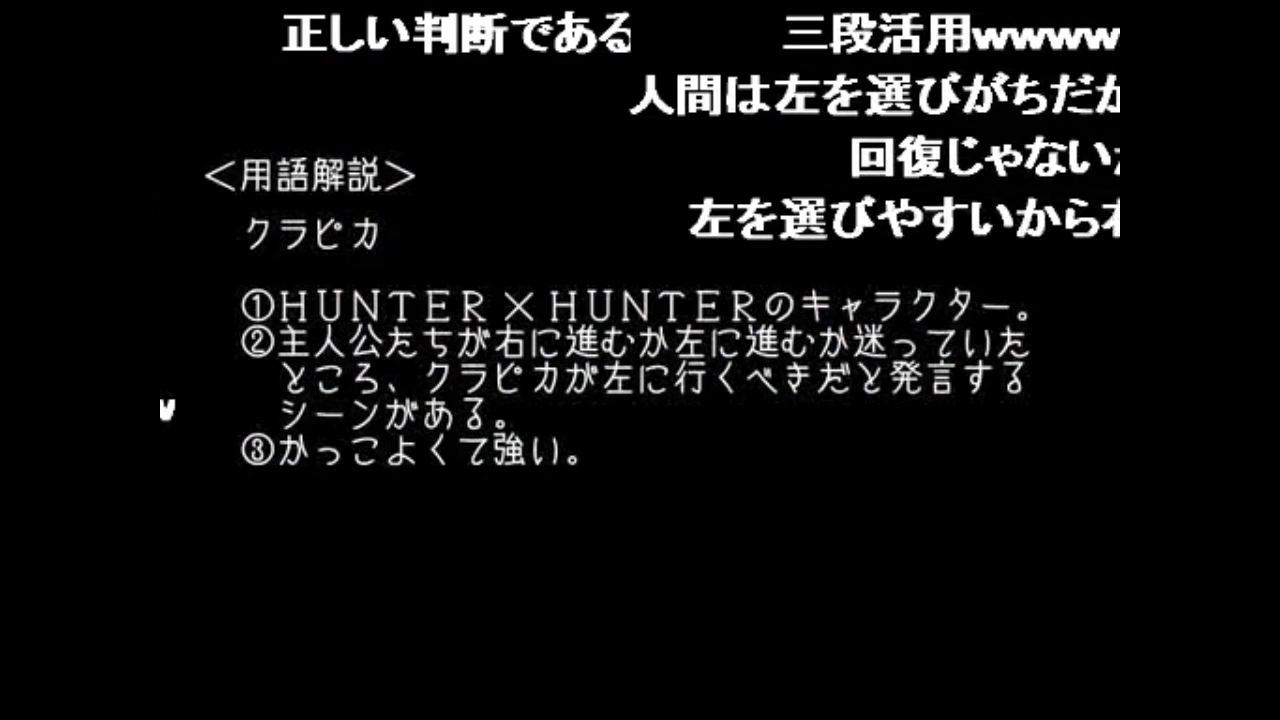 正しい判断である
三段活用wwww
人間は左を選びがちだか
回復じゃない
左を選びやすいから
<用語解説>
クラピカ
①HUNTER×HUNTERのキャラクター。
②主人公たちが右に進むか左に進むか迷っていた
ところ、クラピカが左に行くべきだと発言する
シーンがある。
③かっこよくて強い。
w